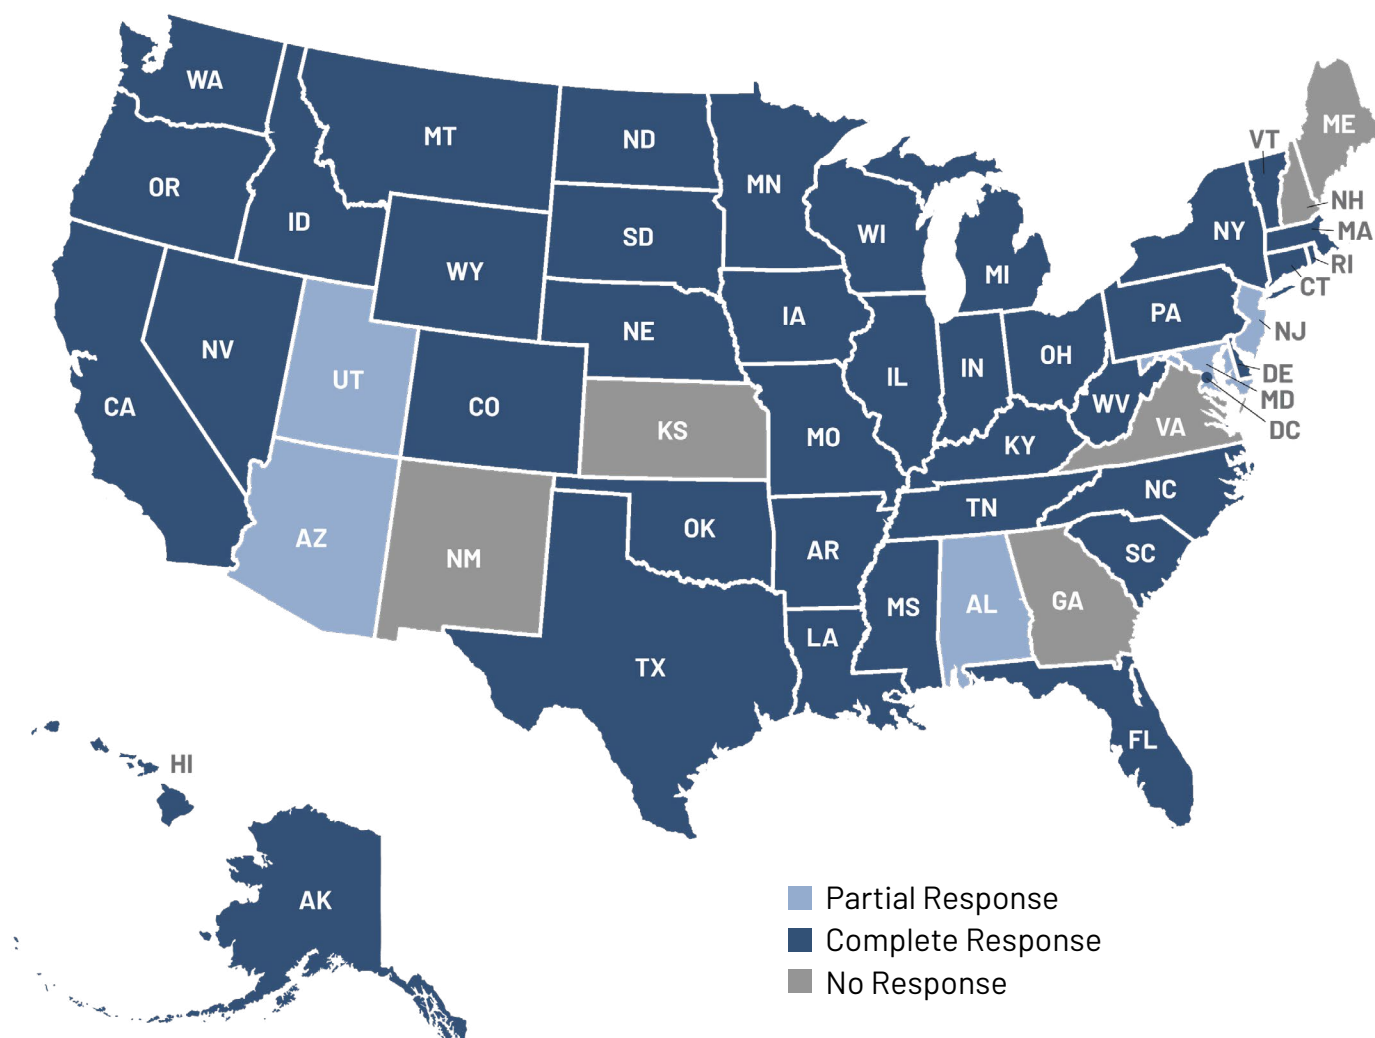 WA
MT
ND
MN
VT
ME
OR
ID
SD
WI
MI
NY
NH
MA
RI
CT
WY
IA
PA
NJ
NV
UT
NE
IL
IN
OH
DE
MD
DC
CA
CO
KS
MO
KY
WV
VA
AZ
NM
OK
AR
TN
NC
SC
MS
AL
GA
TX
LA
FL
HI
AK
Partial Response
Complete Response
No Response